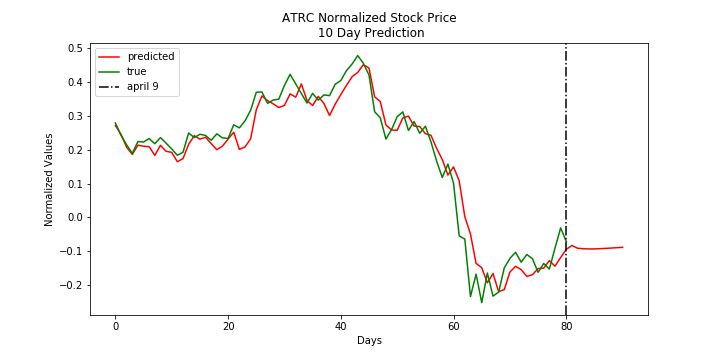 ATRC Normalized Stock Price
10 Day Prediction
predicted
true
april 9
0.5
0.4
0.3
0.2
0.1
0.0
−0.1
−0.2
Normalized Values
0 20 40 60 80
Days